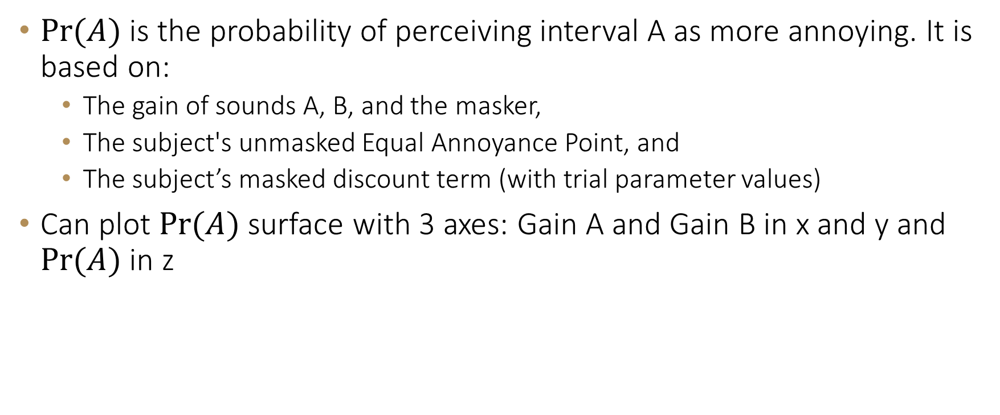 • Pr(A) is the probability of perceiving interval A as more annoying. It is
based on:
• The gain of sounds A, B, and the masker,
• The subject's unmasked Equal Annoyance Point, and
• The subject’s masked discount term (with trial parameter values)
• Can plot Pr(A) surface with 3 axes: Gain A and Gain B in x and y and
Pr(A) in z